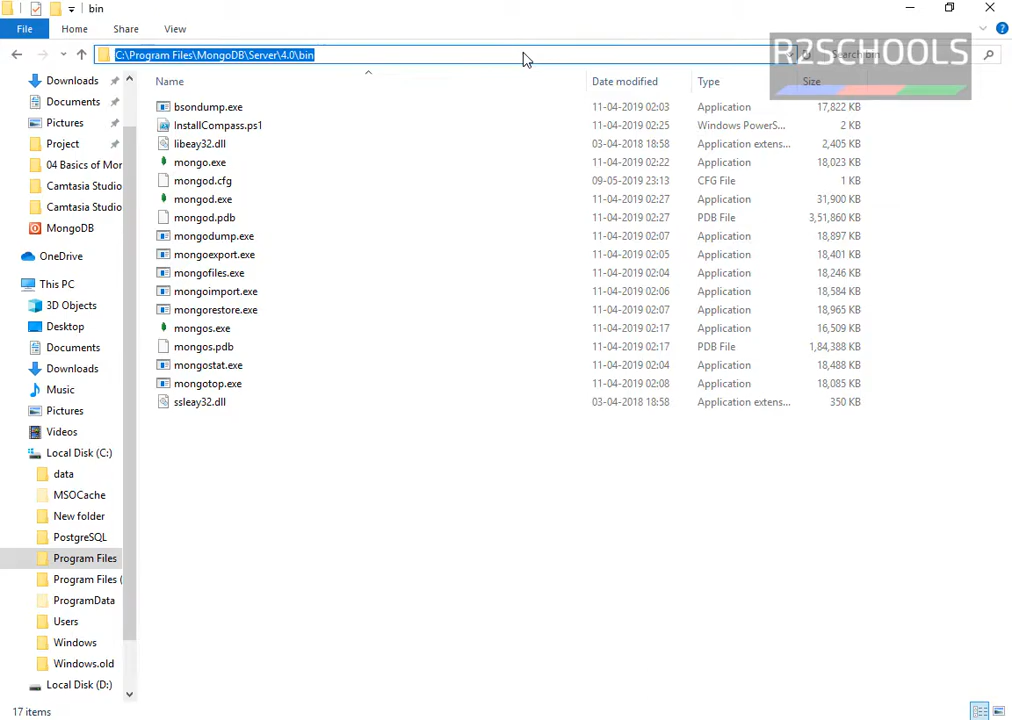 bin
File Home Share View
C:\Program Files\MongoDB\Server\4.0\bin
Search bin
R2SCHOOLS
Name Date modified Type Size
Downloads
Documents
Pictures
Project
04 Basics of Mor
Camtasia Studio
Camtasia Studio
MongoDB
OneDrive
This PC
3D Objects
Desktop
Documents
Downloads
Music
Pictures
Videos
Local Disk (C:)
data
MSOCache
New folder
PostgreSQL
Program Files
Program Files (
ProgramData
Users
Windows
Windows.old
Local Disk (D:)
bsondump.exe 11-04-2019 02:03 Application 17,822 KB
InstallCompass.ps1 11-04-2019 02:25 Windows PowerS... 2 KB
libeay32.dll 03-04-2018 18:58 Application extens... 2,405 KB
mongo.exe 11-04-2019 02:22 Application 18,023 KB
mongod.cfg 09-05-2019 23:13 CFG File 1 KB
mongod.exe 11-04-2019 02:27 Application 31,900 KB
mongod.pdb 11-04-2019 02:27 PDB File 3,51,860 KB
mongodump.exe 11-04-2019 02:07 Application 18,897 KB
mongoexport.exe 11-04-2019 02:05 Application 18,401 KB
mongofiles.exe 11-04-2019 02:04 Application 18,246 KB
mongoimport.exe 11-04-2019 02:06 Application 18,584 KB
mongorestore.exe 11-04-2019 02:07 Application 18,965 KB
mongos.exe 11-04-2019 02:17 Application 16,509 KB
mongos.pdb 11-04-2019 02:17 PDB File 1,84,388 KB
mongostat.exe 11-04-2019 02:04 Application 18,488 KB
mongotop.exe 11-04-2019 02:08 Application 18,085 KB
ssleay32.dll 03-04-2018 18:58 Application extens... 350 KB
17 items